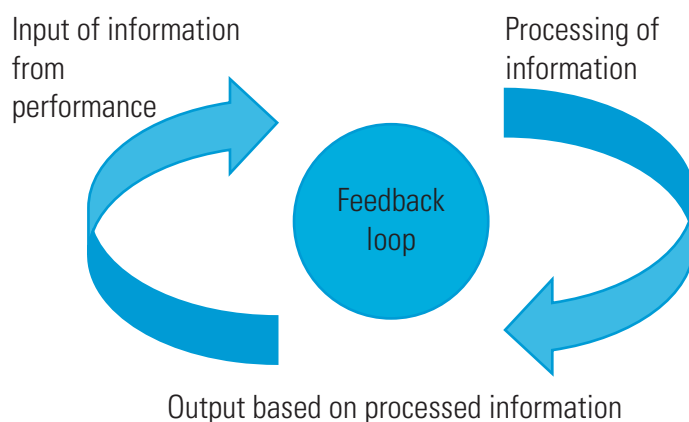 Input of information
from
performance
Processing of
information
Feedback
loop
Output based on processed information